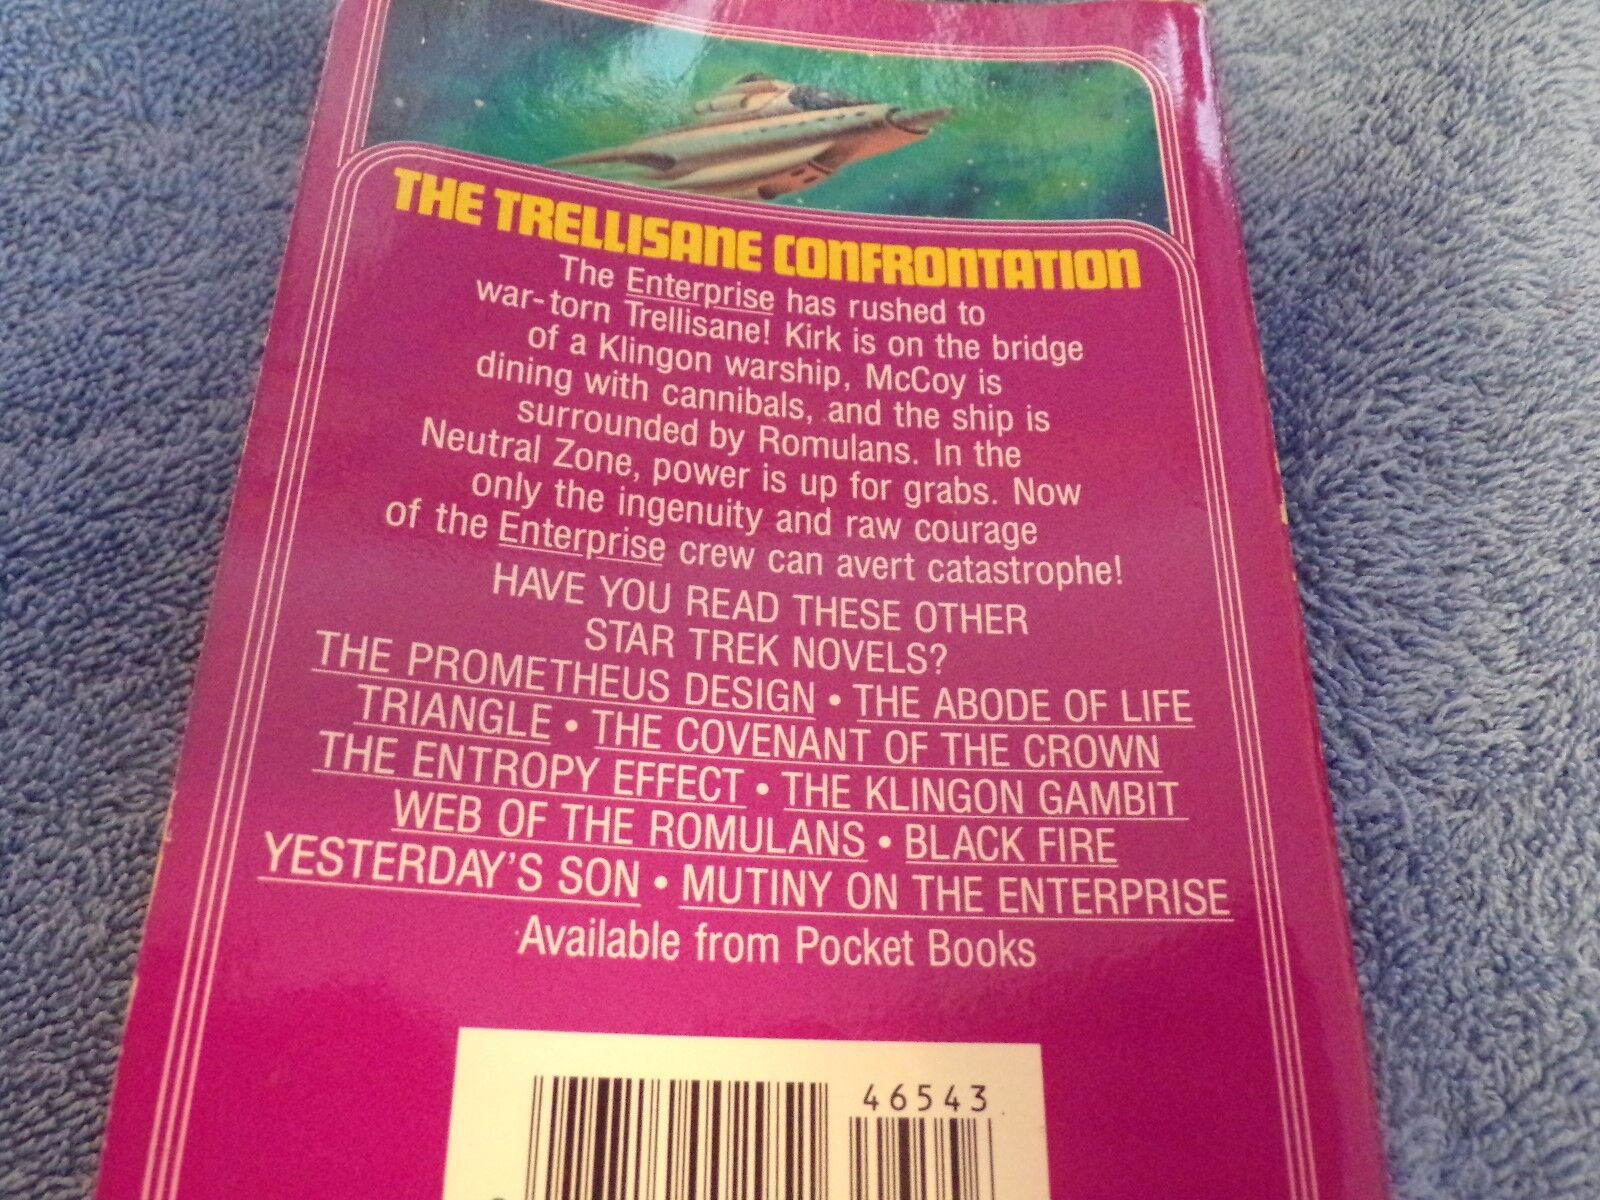 THE TRELLISANE CONFRONTATION
The Enterprise has rushed to
war-torn Trellisane! Kirk is on the bridge
of a Klingon warship, McCoy is
dining with cannibals, and the ship is
surrounded by Romulans. In the
Neutral Zone, power is up for grabs. Now
only the ingenuity and raw courage
of the Enterprise crew can avert catastrophe!
HAVE YOU READ THESE OTHER
STAR TREK NOVELS?
THE PROMETHEUS DESIGN • THE ABODE OF LIFE
TRIANGLE • THE COVENANT OF THE CROWN
THE ENTROPY EFFECT • THE KLINGON GAMBIT
WEB OF THE ROMULANS • BLACK FIRE
YESTERDAY'S SON • MUTINY ON THE ENTERPRISE
Available from Pocket Books
46543